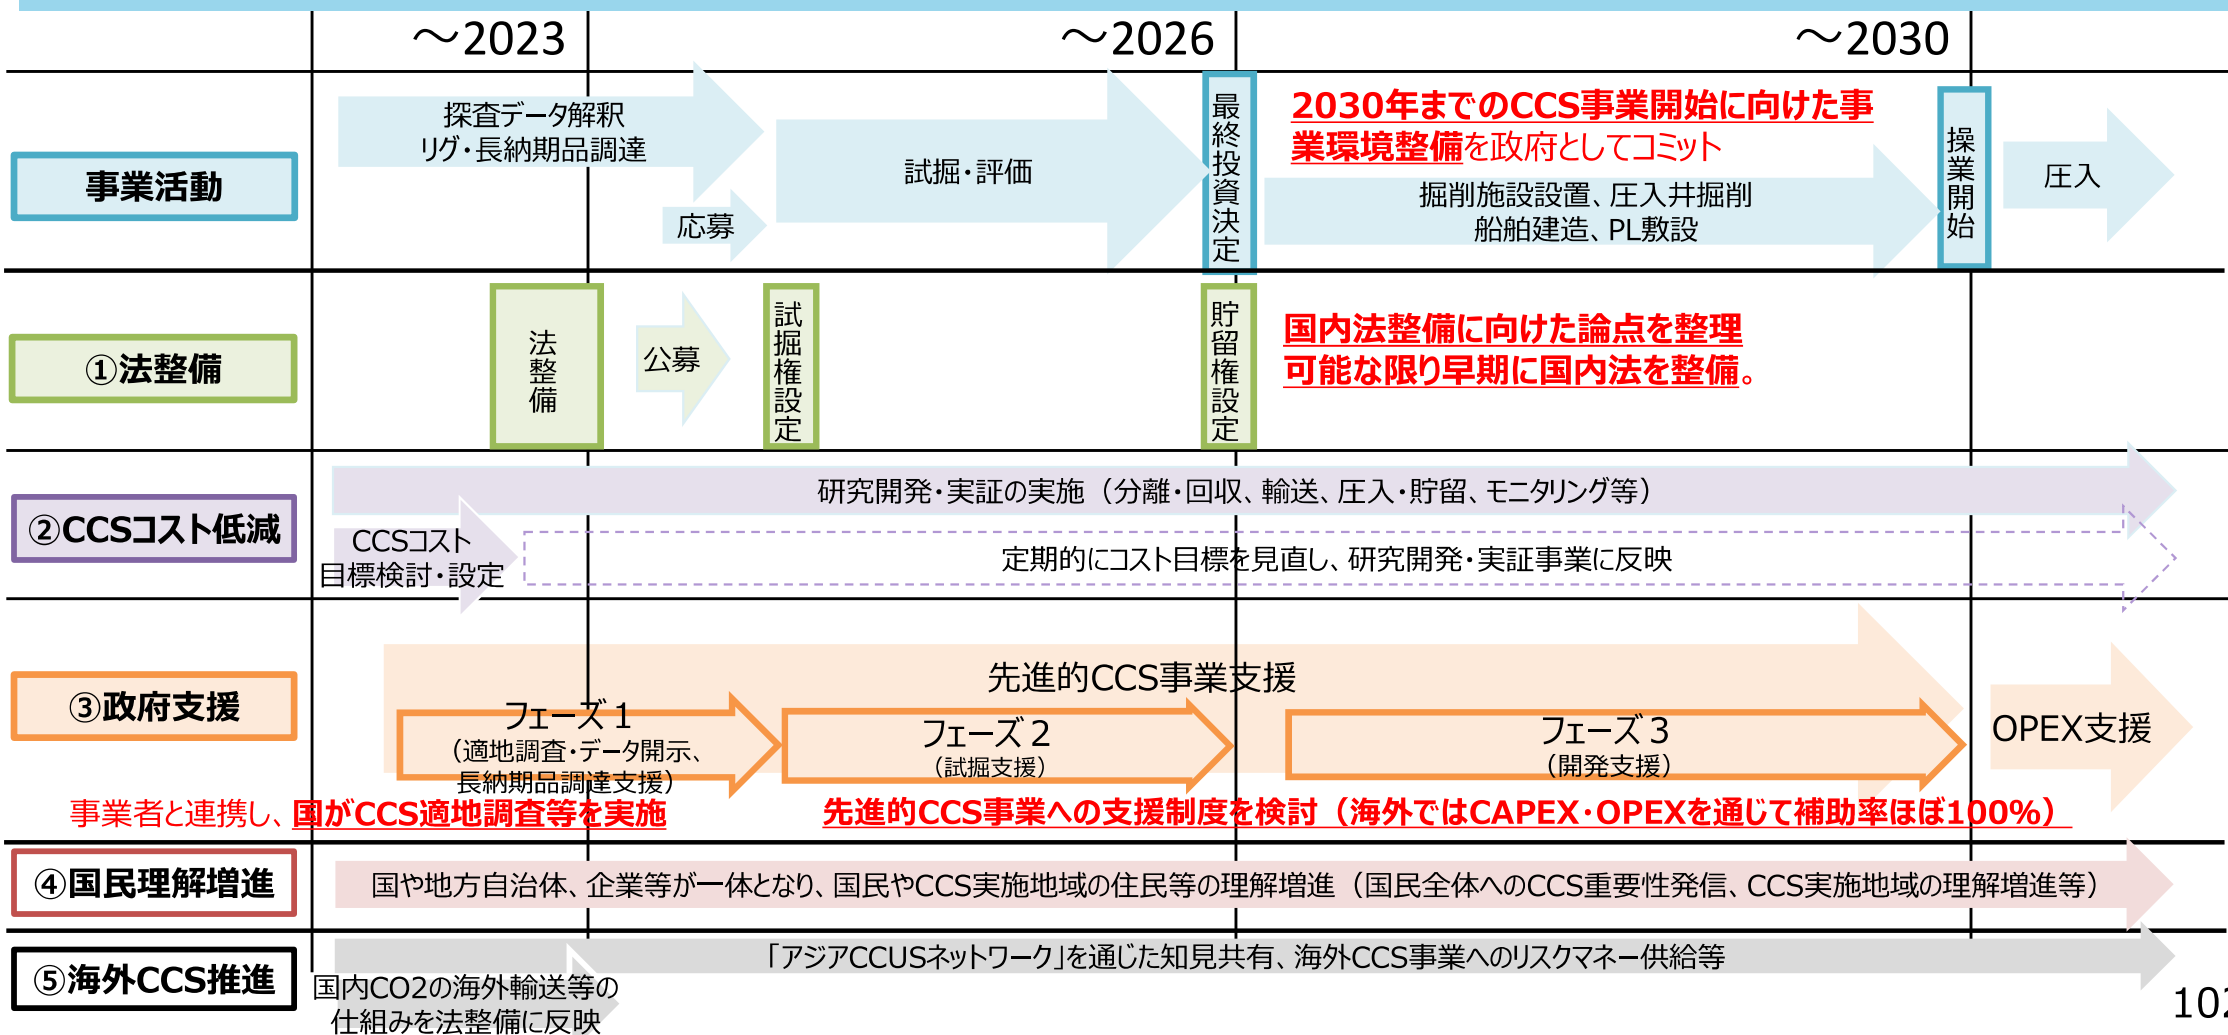 ～2023
～2026
～2030
事業活動
探査データ解釈
リグ・長納期品調達
応募
試掘・評価
最終投資決定
2030年までのCCS事業開始に向けた事
業環境整備を政府としてコミット
掘削施設設置、圧入井掘削
船舶建造、PL敷設
操業開始
圧入
①法整備
法整備
公募
試掘権設定
貯留権設定
国内法整備に向けた論点を整理
可能な限り早期に国内法を整備。
②CCSコスト低減
研究開発・実証の実施（分離・回収、輸送、圧入・貯留、モニタリング等）
CCSコスト
目標検討・設定
定期的にコスト目標を見直し、研究開発・実証事業に反映
③政府支援
先進的CCS事業支援
フェーズ１
（適地調査・データ開示、
長納期品調達支援）
フェーズ２
（試掘支援）
フェーズ３
（開発支援）
OPEX支援
事業者と連携し、国がCCS適地調査等を実施
先進的CCS事業への支援制度を検討（海外ではCAPEX・OPEXを通じて補助率ほぼ100%）
④国民理解増進
国や地方自治体、企業等が一体となり、国民やCCS実施地域の住民等の理解増進（国民全体へのCCS重要性発信、CCS実施地域の理解増進等）
⑤海外CCS推進
「アジアCCUSネットワーク」を通じた知見共有、海外CCS事業へのリスクマネー供給等
国内CO2の海外輸送等の
仕組みを法整備に反映
102